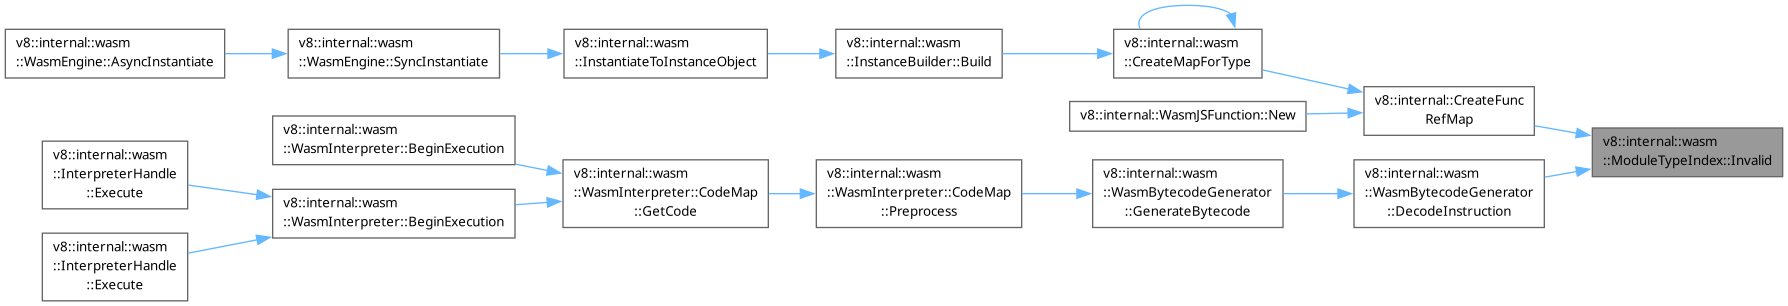 v8::internal::wasm
::WasmEngine::AsyncInstantiate
v8::internal::wasm
::WasmEngine::SyncInstantiate
v8::internal::wasm
::InstantiateToInstanceObject
v8::internal::wasm
::InstanceBuilder::Build
v8::internal::wasm
::CreateMapForType
v8::internal::WasmJSFunction::New
v8::internal::CreateFunc
RefMap
v8::internal::wasm
::ModuleTypeIndex::Invalid
v8::internal::wasm
::InterpreterHandle
::Execute
v8::internal::wasm
::InterpreterHandle
::Execute
v8::internal::wasm
::WasmInterpreter::BeginExecution
v8::internal::wasm
::WasmInterpreter::BeginExecution
v8::internal::wasm
::WasmInterpreter::CodeMap
::GetCode
v8::internal::wasm
::WasmInterpreter::CodeMap
::Preprocess
v8::internal::wasm
::WasmBytecodeGenerator
::GenerateBytecode
v8::internal::wasm
::WasmBytecodeGenerator
::DecodeInstruction